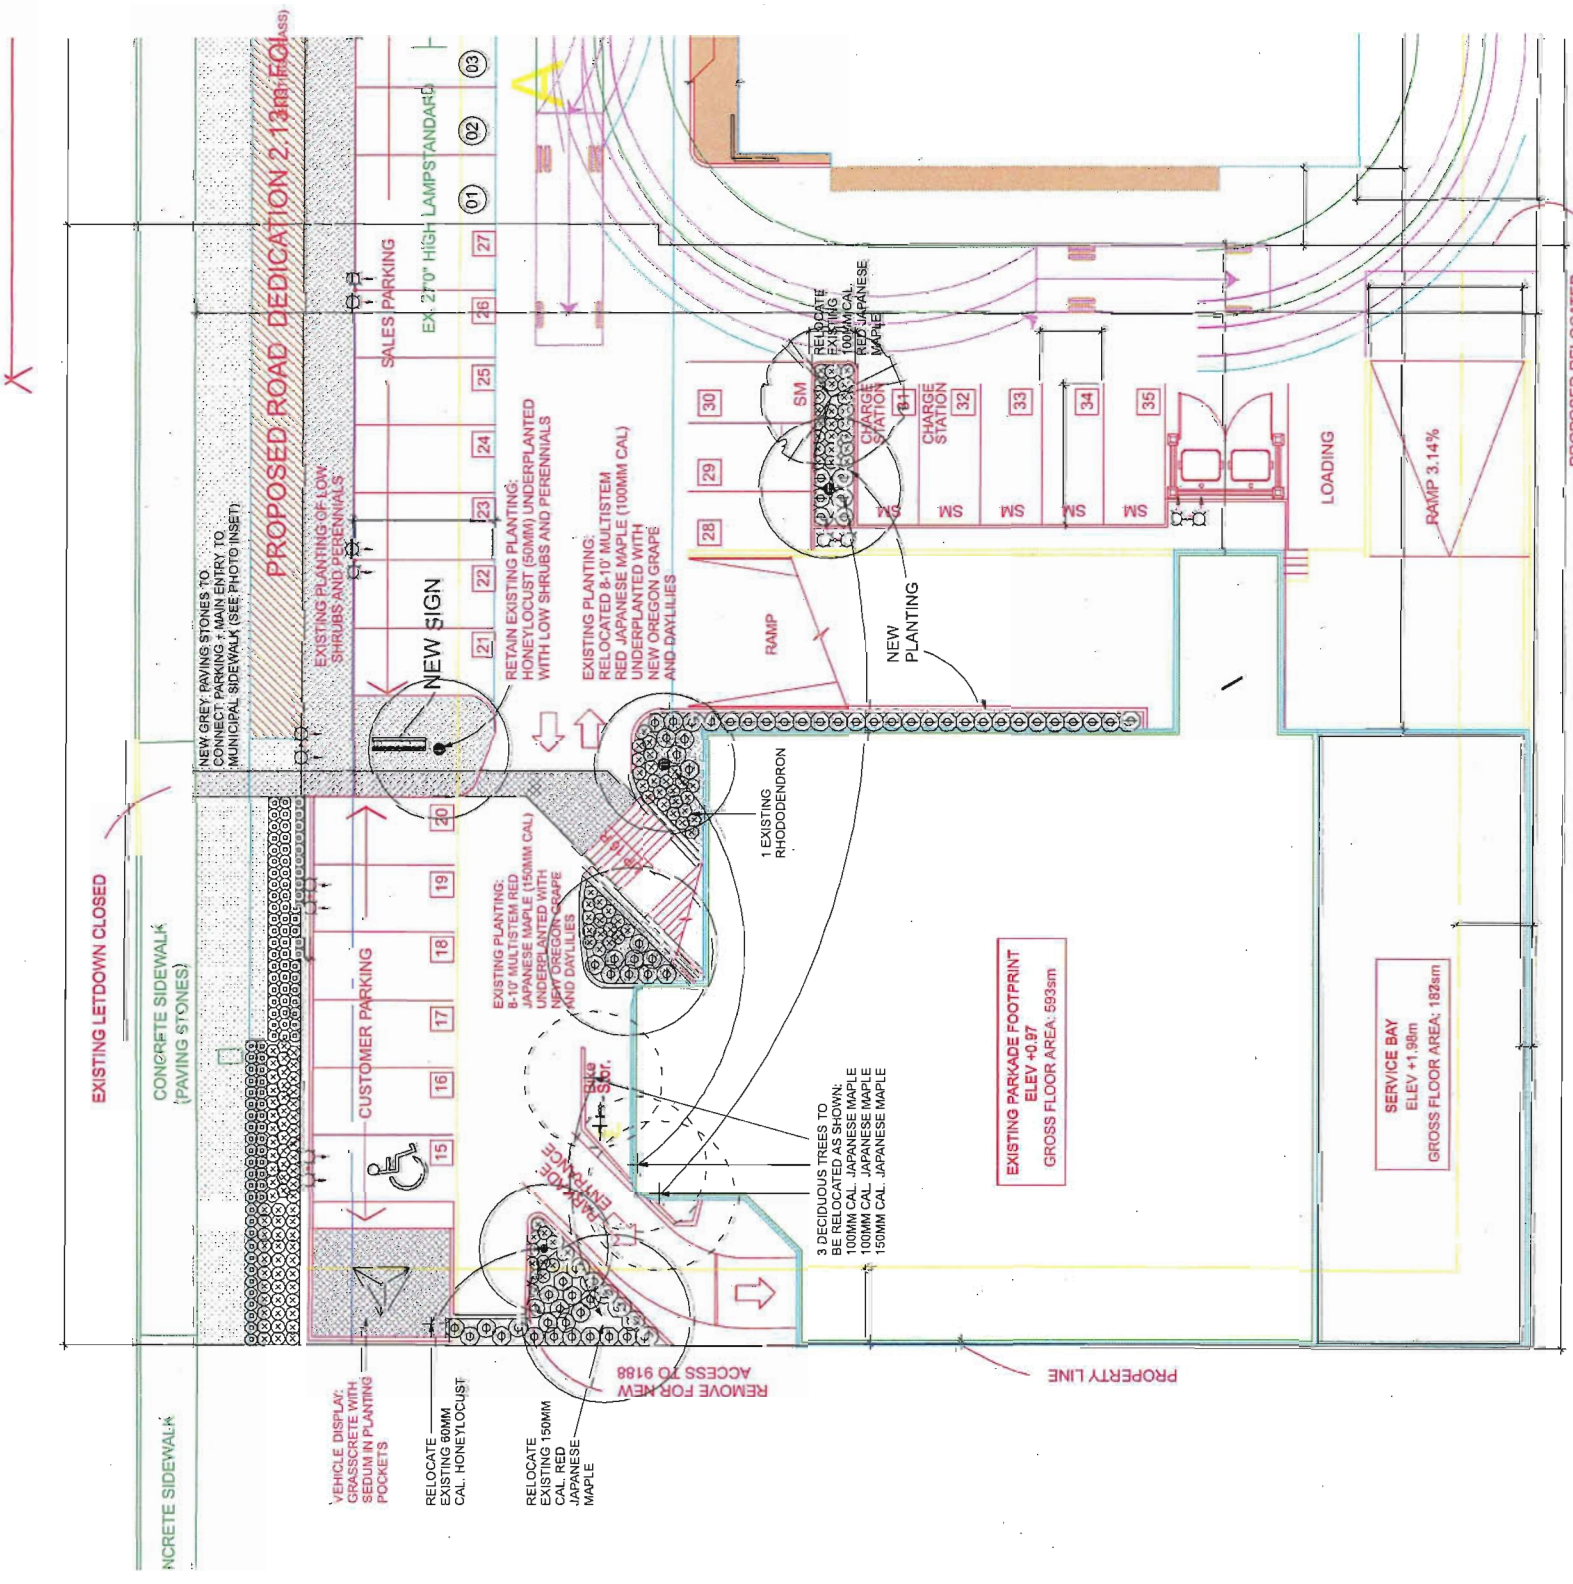 EXISTING LETDOWN CLOSED
CONCRETE SIDEWALK
(PAVING STONES)
NCRETE SIDEWALK
NEW GREY PAVING STONES TO
CONNECT PARKING + MAIN ENTRY TO
MUNICIPAL SIDEWALK (SEE PHOTO INSET)
PROPOSED ROAD DEDICATION 2.13m
EXISTING PLANTING OF LOW
SHRUBS AND PERENNIALS
SALES PARKING
EX. 27'0" HIGH LAMPSTANDARD
03
02
01
27
26
25
24
23
22
21
A
NEW SIGN
RETAIN EXISTING PLANTING:
HONEYLOCUST (50MM) UNDERPLANTED
WITH LOW SHRUBS AND PERENNIALS
EXISTING PLANTING:
RELOCATED 8-10' MULTISTEM
RED JAPANESE MAPLE (100MM CAL)
UNDERPLANTED WITH
NEW OREGON GRAPE
AND DAYLILIES
CUSTOMER PARKING
20
19
18
17
16
15
EXISTING PLANTING:
8-10' MULTISTEM RED
JAPANESE MAPLE (150MM CAL)
UNDERPLANTED WITH
NEW OREGON GRAPE
AND DAYLILIES
30
29
28
SM
RAMP
RELOCATE
EXISTING
100MM CAL.
RED JAPANESE
MAPLE
CHARGE
STATION
31
CHARGE
STATION
32
33
34
35
SM
SM
SM
SM
SM
LOADING
RAMP 3.14%
PROPOSED RELOCATED
NEW
PLANTING
1 EXISTING
RHODODENDRON
Bike
Stor.
PARKADE
ENTRANCE
3 DECIDUOUS TREES TO
BE RELOCATED AS SHOWN:
100MM CAL. JAPANESE MAPLE
100MM CAL. JAPANESE MAPLE
150MM CAL. JAPANESE MAPLE
EXISTING PARKADE FOOTPRINT
ELEV +0.97
GROSS FLOOR AREA: 593sm
SERVICE BAY
ELEV +1.98m
GROSS FLOOR AREA: 182sm
VEHICLE DISPLAY:
GRASSCRETE WITH
SEDUM IN PLANTING
POCKETS
RELOCATE
EXISTING 60MM
CAL. HONEYLOCUST
RELOCATE
EXISTING 150MM
CAL. RED
JAPANESE
MAPLE
REMOVE FOR NEW
ACCESS TO 9188
PROPERTY LINE